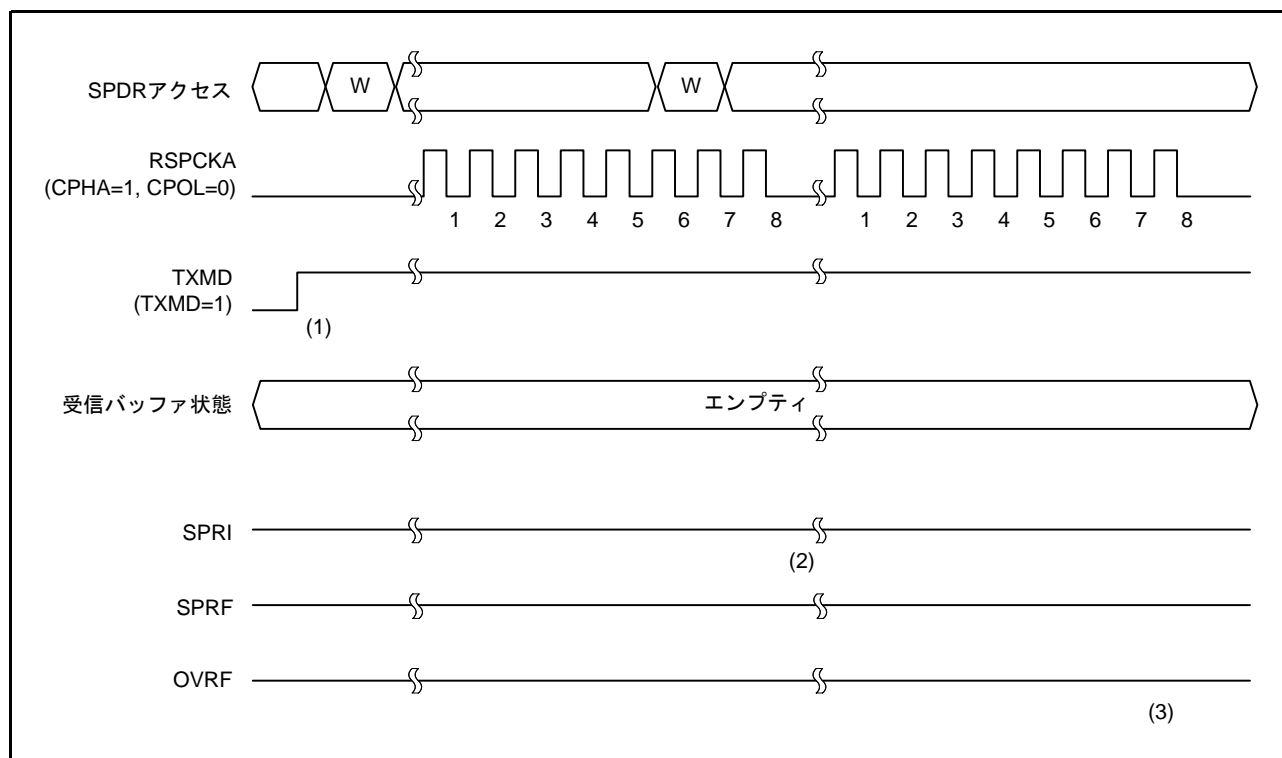 SPDRアクセス
W
W
RSPCKA
(CPHA=1, CPOL=0)
1 2 3 4 5 6 7 8 1 2 3 4 5 6 7 8
TXMD
(TXMD=1)
(1)
受信バッファ状態
エンプティ
SPRI
(2)
SPRF
OVRF
(3)